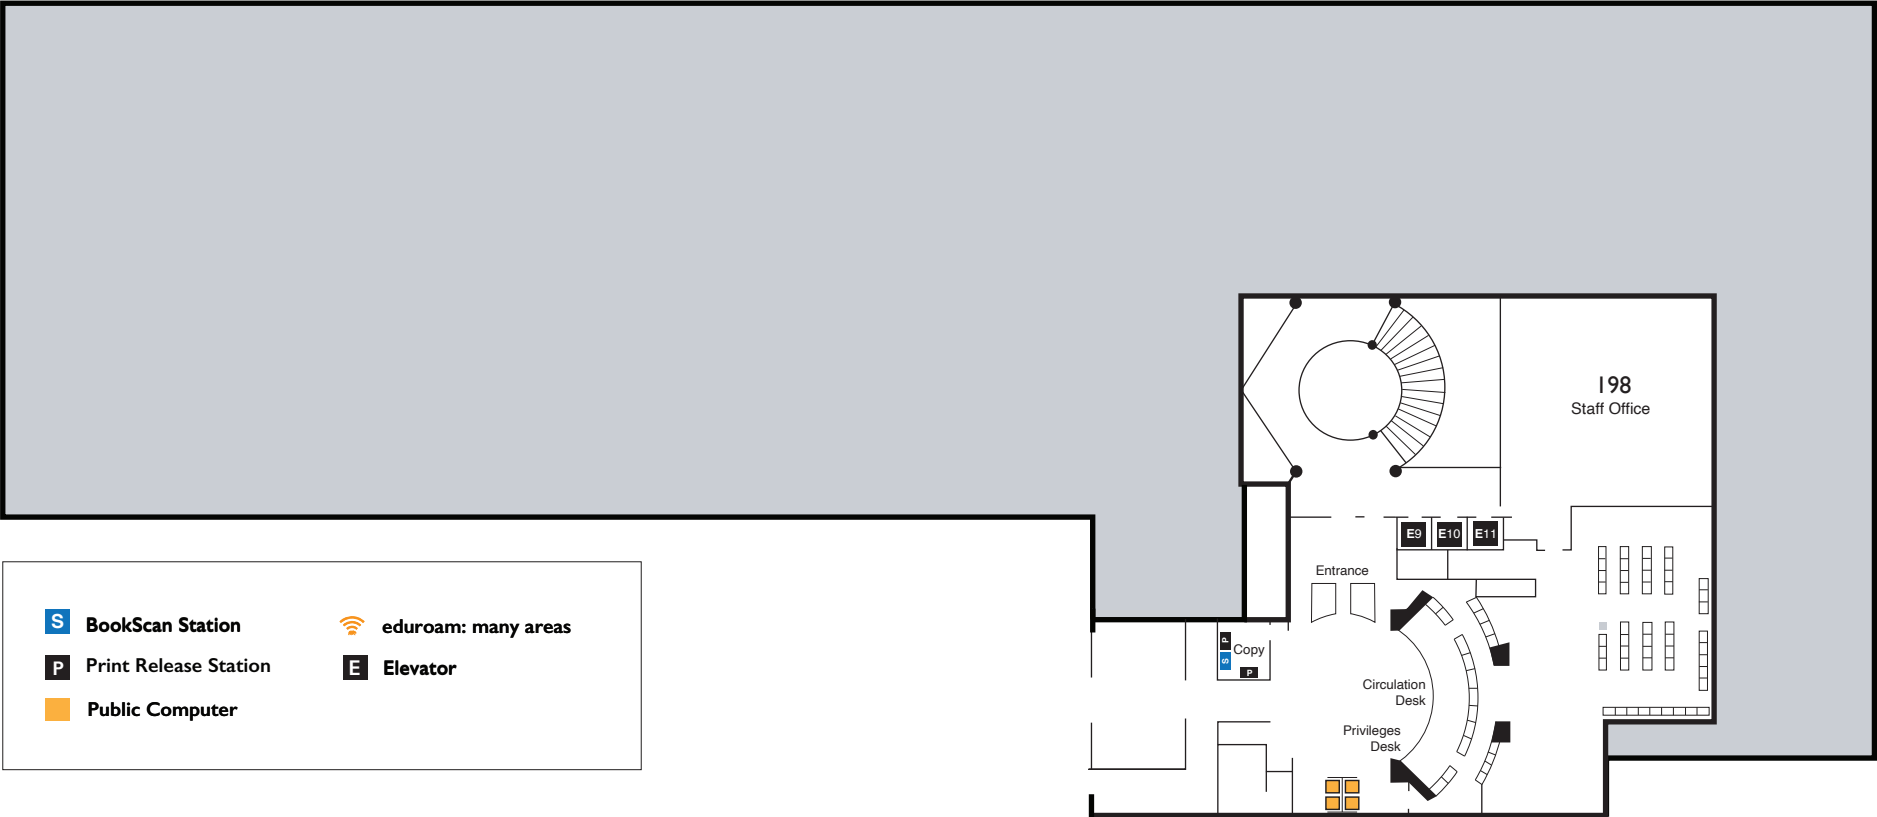 198
Staff Office
E9
E10
E11
Entrance
P
S
Copy
P
Circulation
Desk
Privileges
Desk
S BookScan Station
P Print Release Station
Public Computer
eduroam: many areas
E Elevator